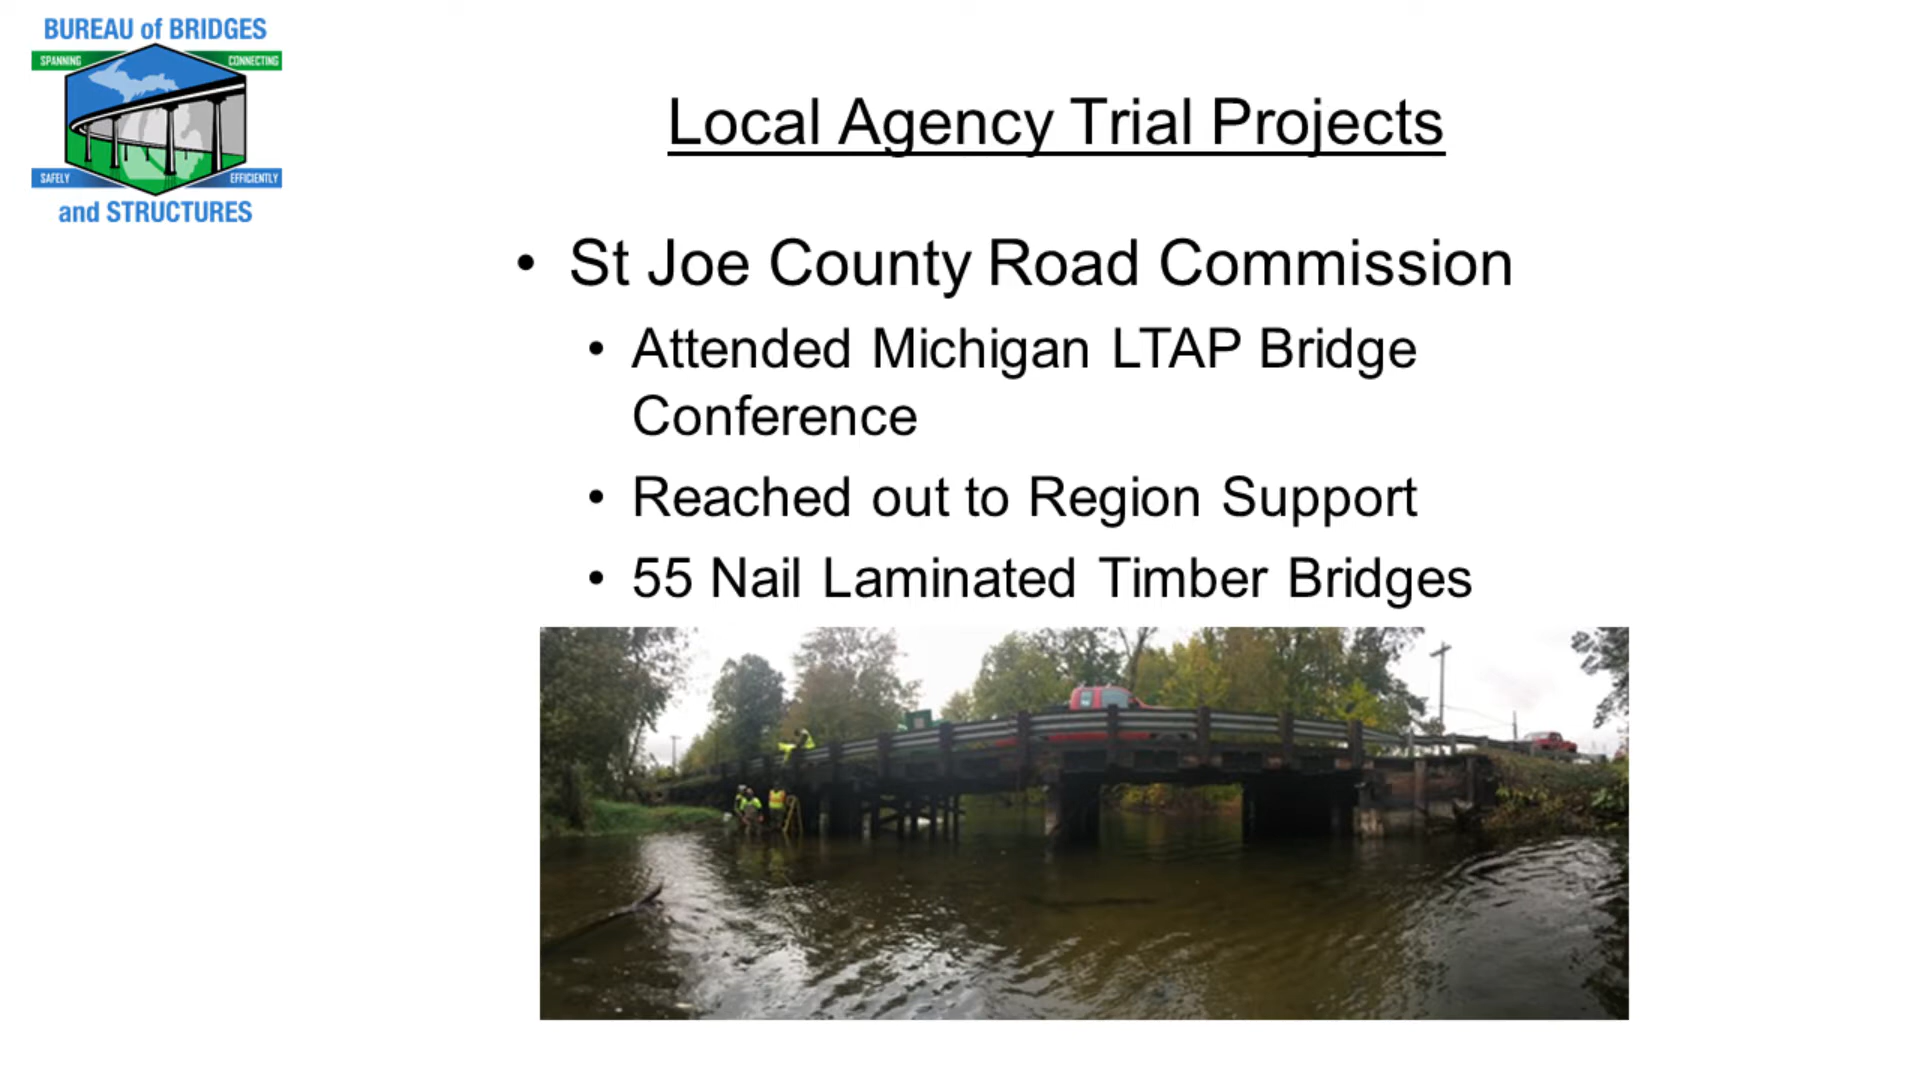 BUREAU of BRIDGES
SPANNING CONNECTING
SAFELY EFFICIENTLY
and STRUCTURES
Local Agency Trial Projects
• St Joe County Road Commission
• Attended Michigan LTAP Bridge
Conference
• Reached out to Region Support
• 55 Nail Laminated Timber Bridges